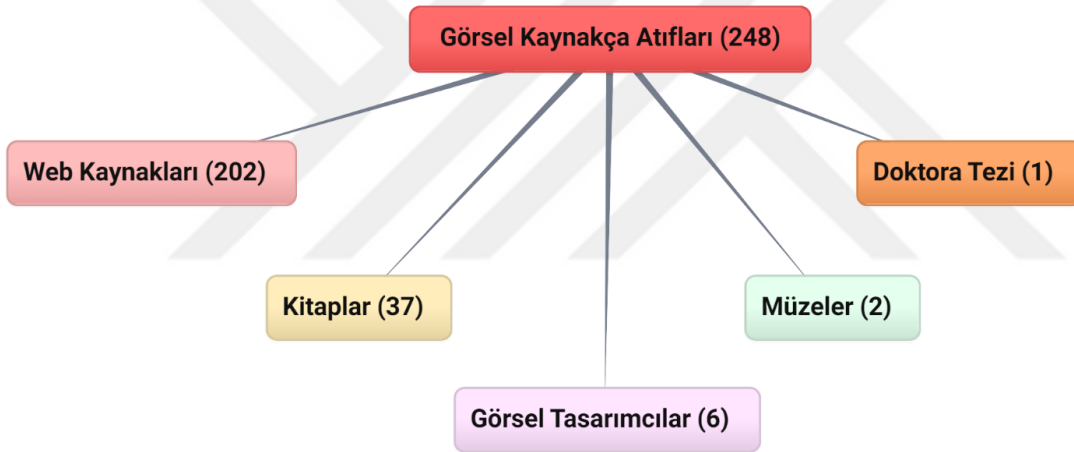 Görsel Kaynakça Atıfları (248)
Web Kaynakları (202)
Doktora Tezi (1)
Kitaplar (37)
Müzeler (2)
Görsel Tasarımcılar (6)